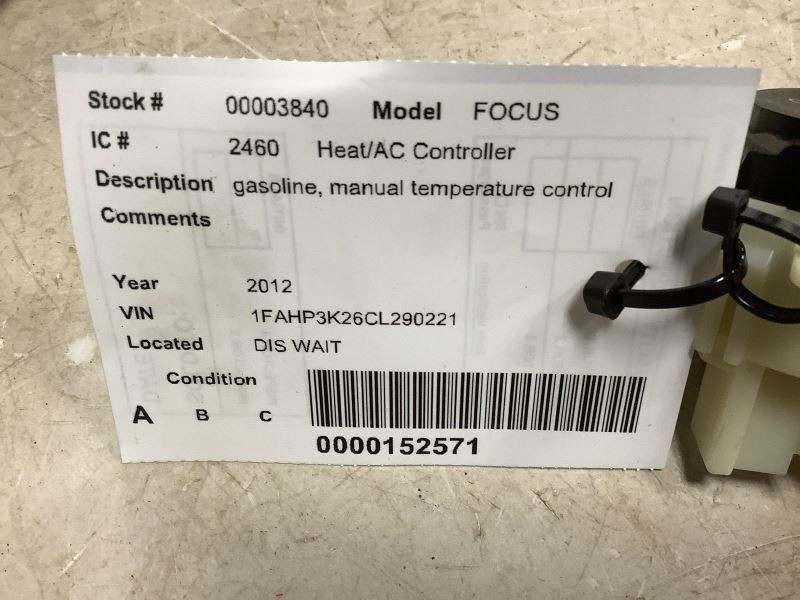 Stock # 00003840 Model FOCUS
IC # 2460 Heat/AC Controller
Description gasoline, manual temperature control
Comments
Year 2012
VIN 1FAHP3K26CL290221
Located DIS WAIT
Condition
A B C
0000152571